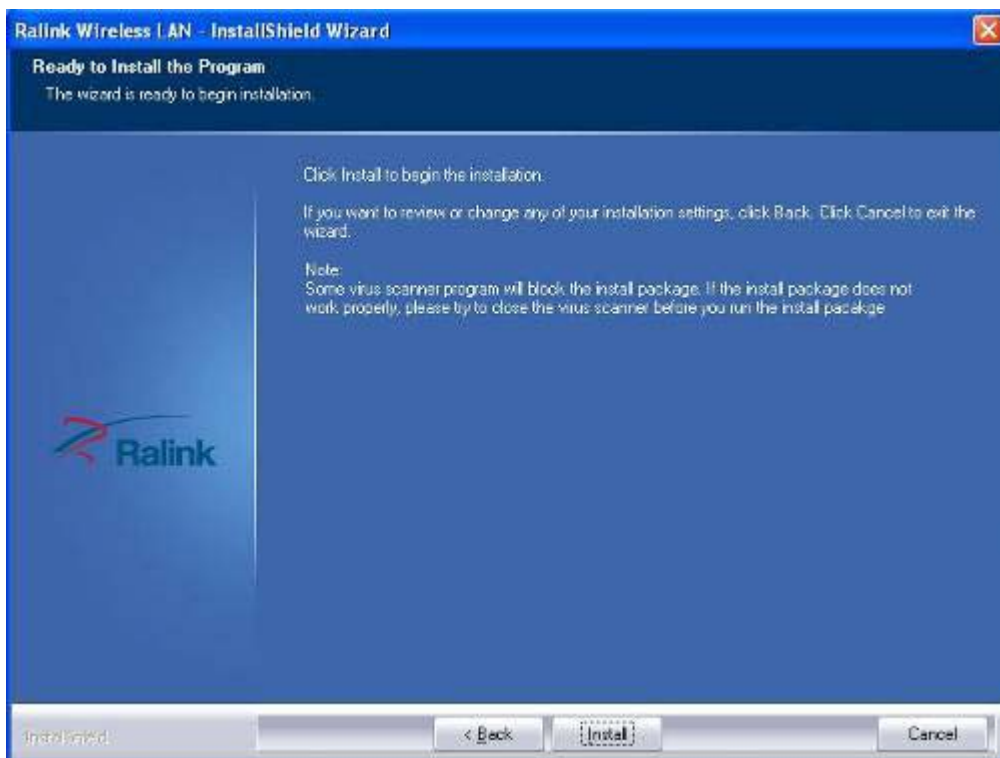 Ralink Wireless LAN - InstallShield Wizard
Ready to Install the Program
The wizard is ready to begin installation.
Click Install to begin the installation.
If you want to review or change any of your installation settings, click Back. Click Cancel to exit the
wizard.
Note:
Some virus scanner program will block the install package. If the install package does not
work properly, please try to close the virus scanner before you run the install pacakge
Ralink
InstallShield
< Back
Install
Cancel